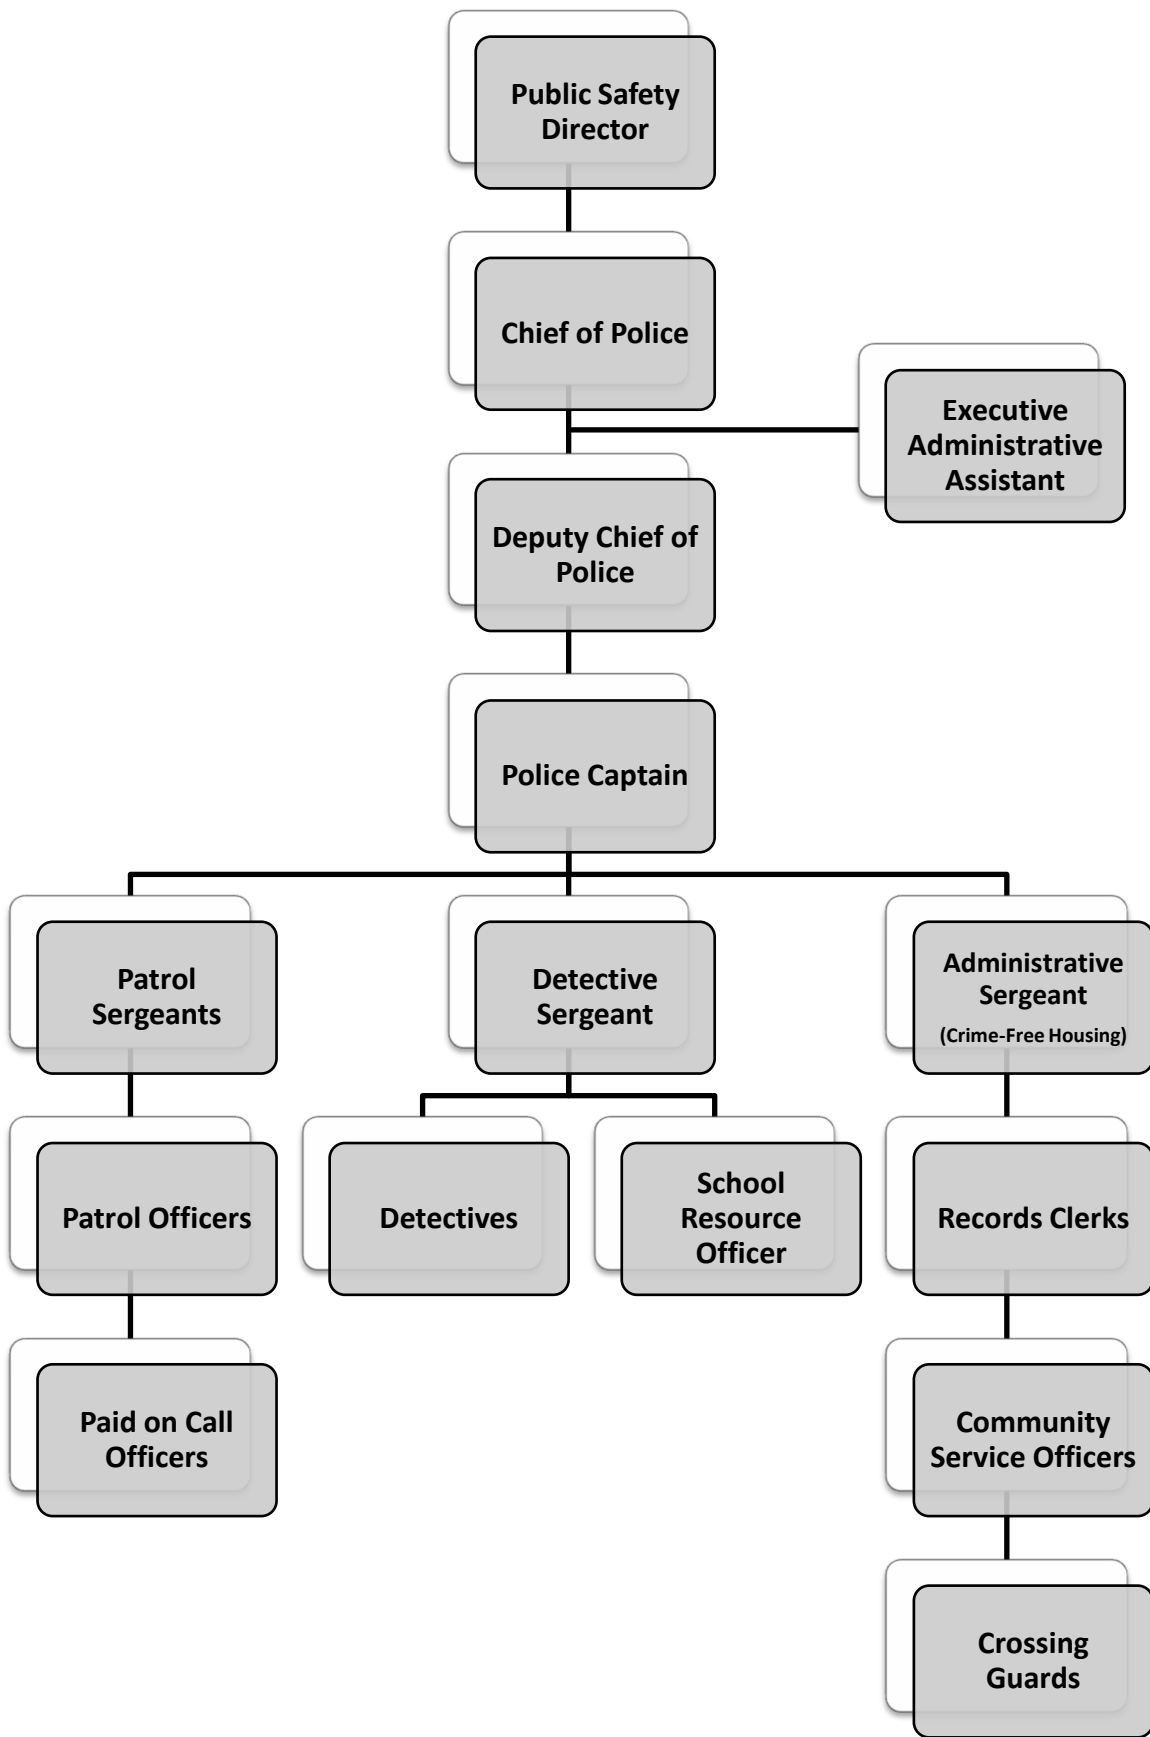 Public Safety
Director
Chief of Police
Executive
Administrative
Assistant
Deputy Chief of
Police
Police Captain
Patrol
Sergeants
Detective
Sergeant
Administrative
Sergeant
(Crime-Free Housing)
Patrol Officers
Detectives
School
Resource
Officer
Records Clerks
Paid on Call
Officers
Community
Service Officers
Crossing
Guards